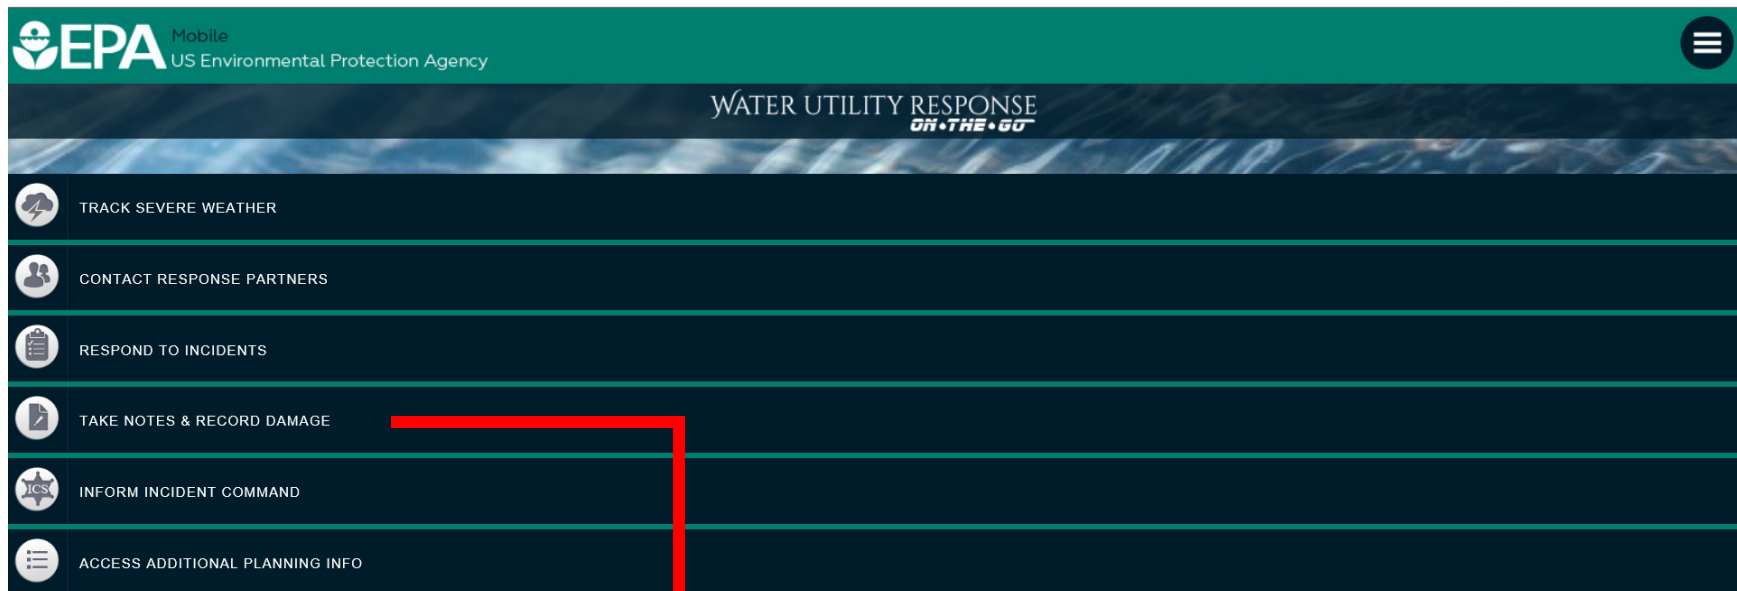 EPA Mobile
US Environmental Protection Agency
WATER UTILITY RESPONSE
ON•THE•GO
TRACK SEVERE WEATHER
CONTACT RESPONSE PARTNERS
RESPOND TO INCIDENTS
TAKE NOTES & RECORD DAMAGE
ICS
INFORM INCIDENT COMMAND
ACCESS ADDITIONAL PLANNING INFO